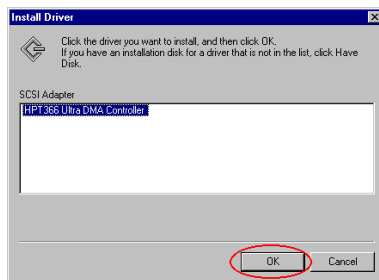 Install Driver
Click the driver you want to install, and then click OK.
If you have an installation disk for a driver that is not in the list, click Have
Disk.
SCSI Adapter
HPT366 Ultra DMA Controller
OK
Cancel